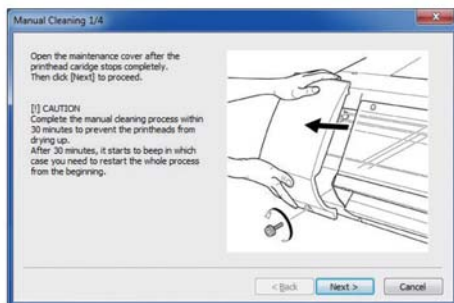 Manual Cleaning 1/4
Open the maintenance cover after the
printhead caridge stops completely.
Then click [Next] to proceed.
[!] CAUTION
Complete the manual cleaning process within
30 minutes to prevent the printheads from
drying up.
After 30 minutes, it starts to beep in which
case you need to restart the whole process
from the beginning.
< Back
Next >
Cancel